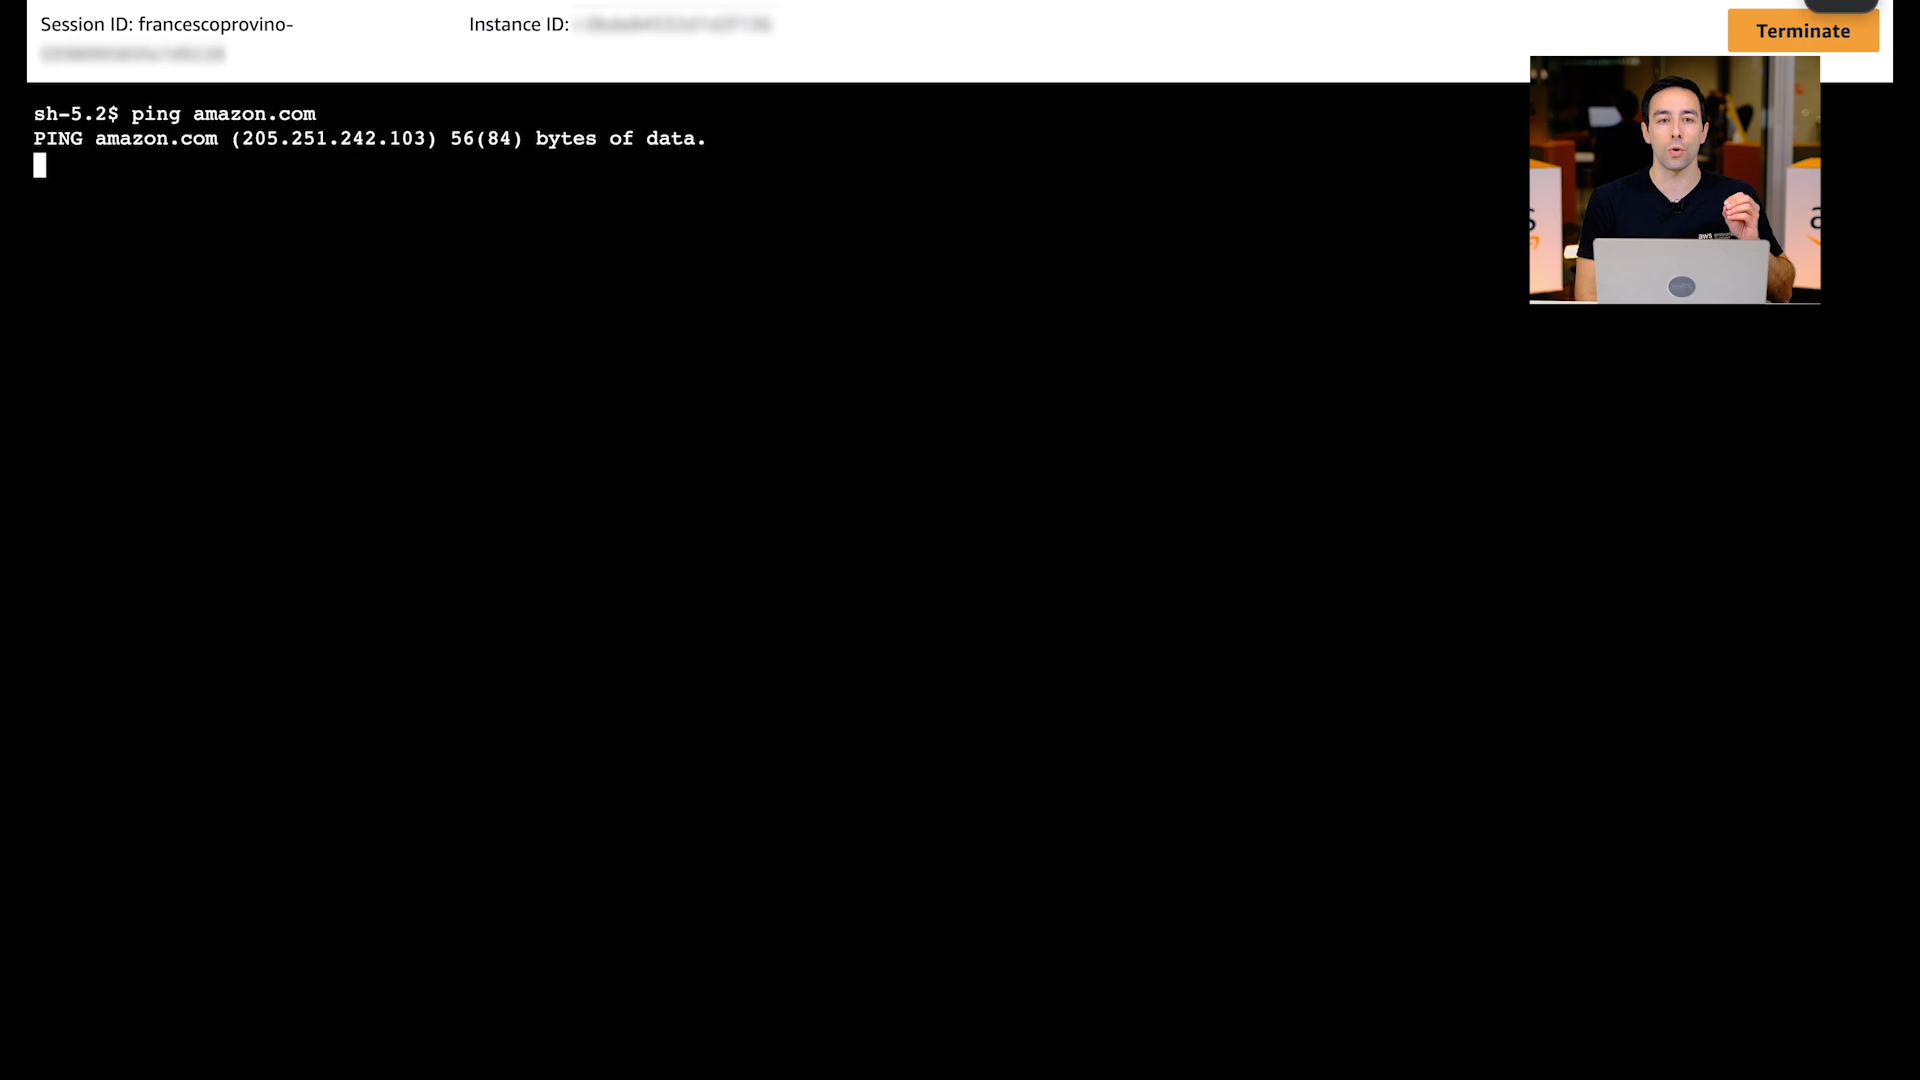 Session ID: francescoprovino-
Instance ID:
Terminate
sh-5.2$ ping amazon.com
PING amazon.com (205.251.242.103) 56(84) bytes of data.
aws